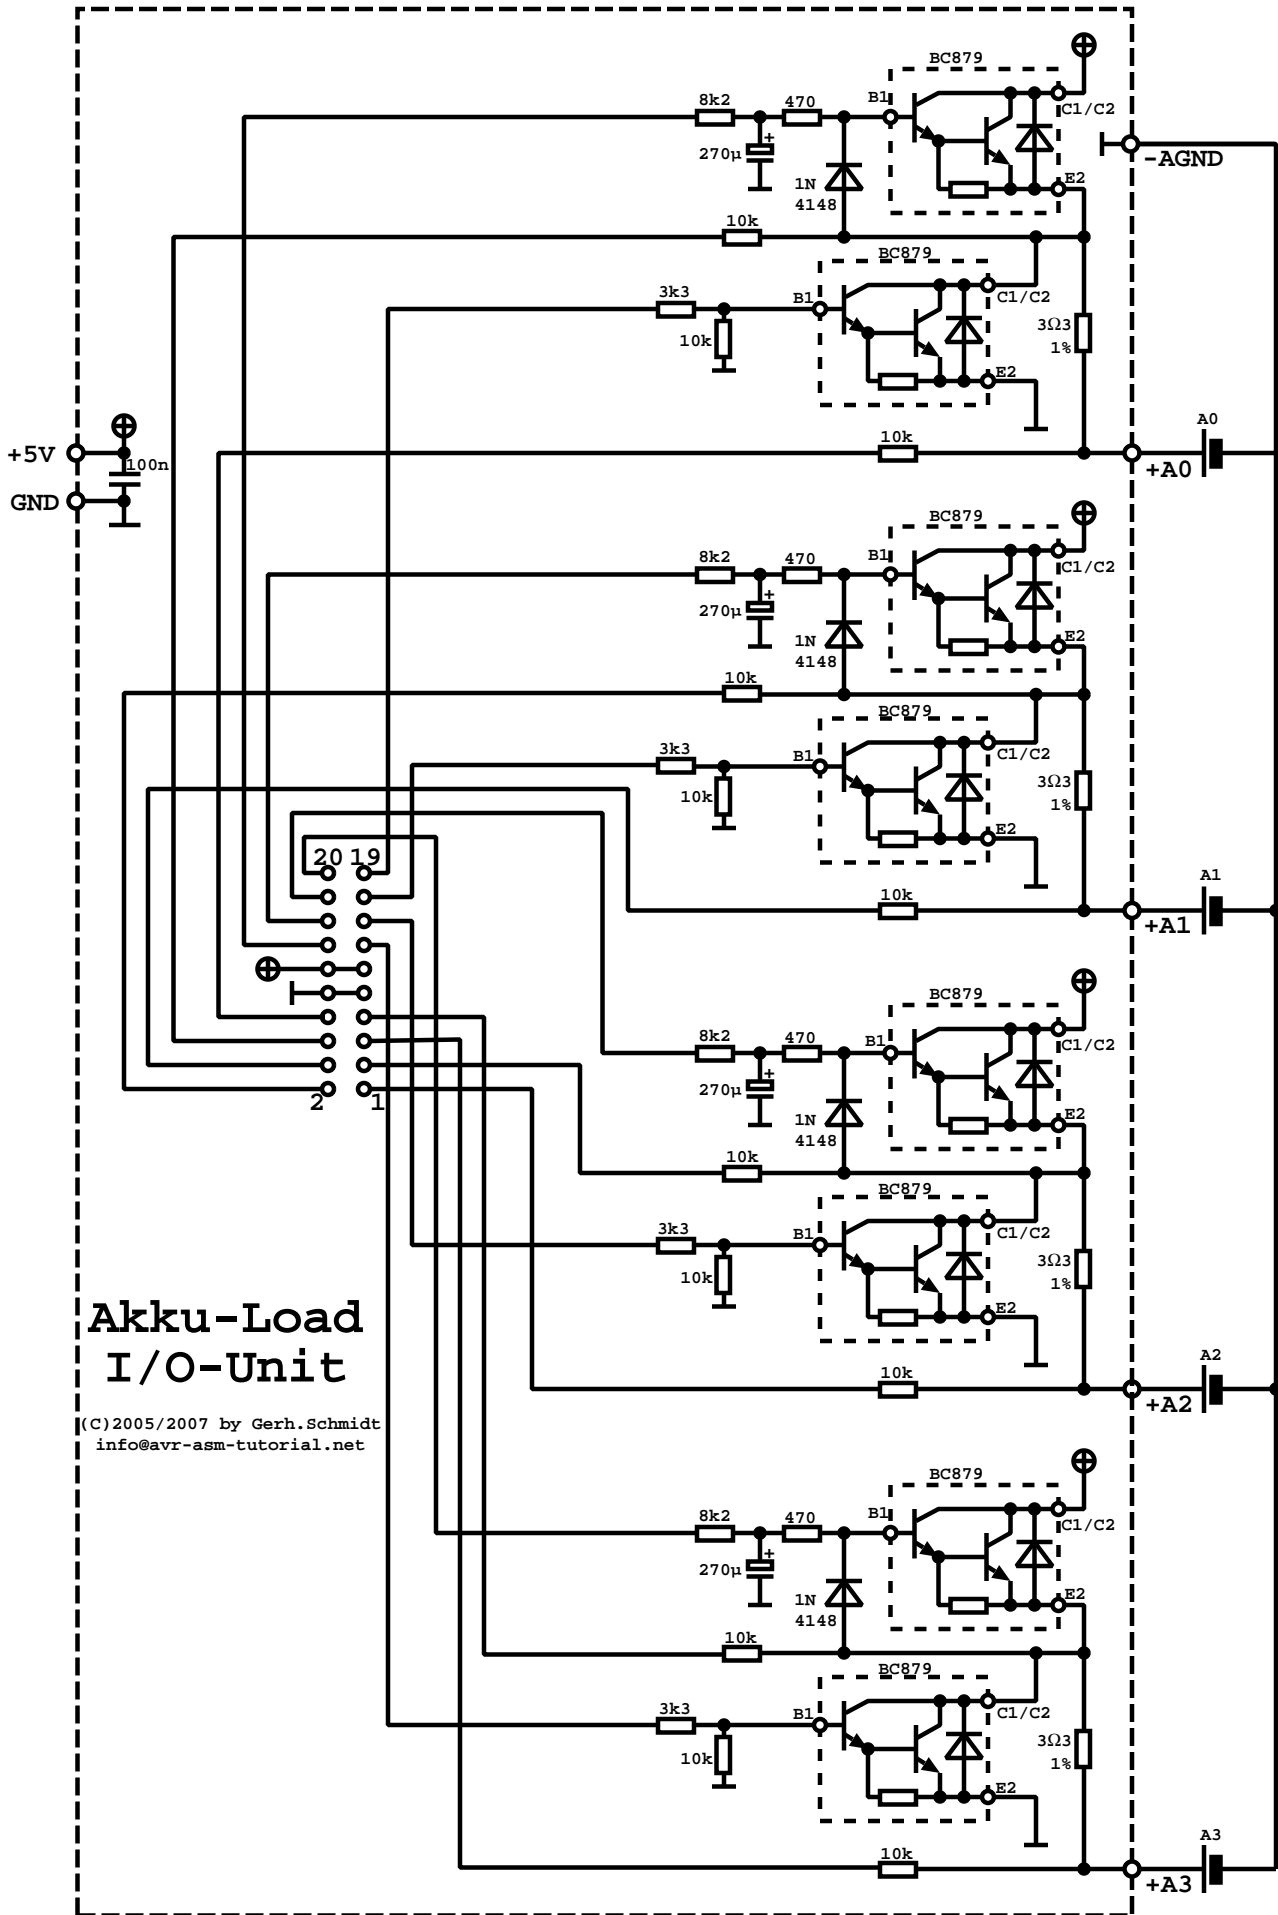 BC879
8k2
470
B1
C1/C2
+
270µ
-AGND
1N
4148
E2
10k
BC879
3k3
B1
C1/C2
3Ω3
1%
10k
E2
A0
10k
+5V
100n
+A0
GND
BC879
8k2
470
B1
C1/C2
+
270µ
1N
4148
E2
10k
BC879
3k3
B1
C1/C2
3Ω3
1%
10k
E2
20 19
A1
10k
+A1
BC879
8k2
470
B1
C1/C2
+
270µ
2 1
1N
4148
E2
10k
BC879
3k3
B1
C1/C2
3Ω3
1%
10k
E2
Akku-Load
I/O-Unit
A2
10k
+A2
(C)2005/2007 by Gerh.Schmidt
info@avr-asm-tutorial.net
BC879
8k2
470
B1
C1/C2
+
270µ
1N
4148
E2
10k
BC879
3k3
B1
C1/C2
3Ω3
1%
10k
E2
A3
10k
+A3